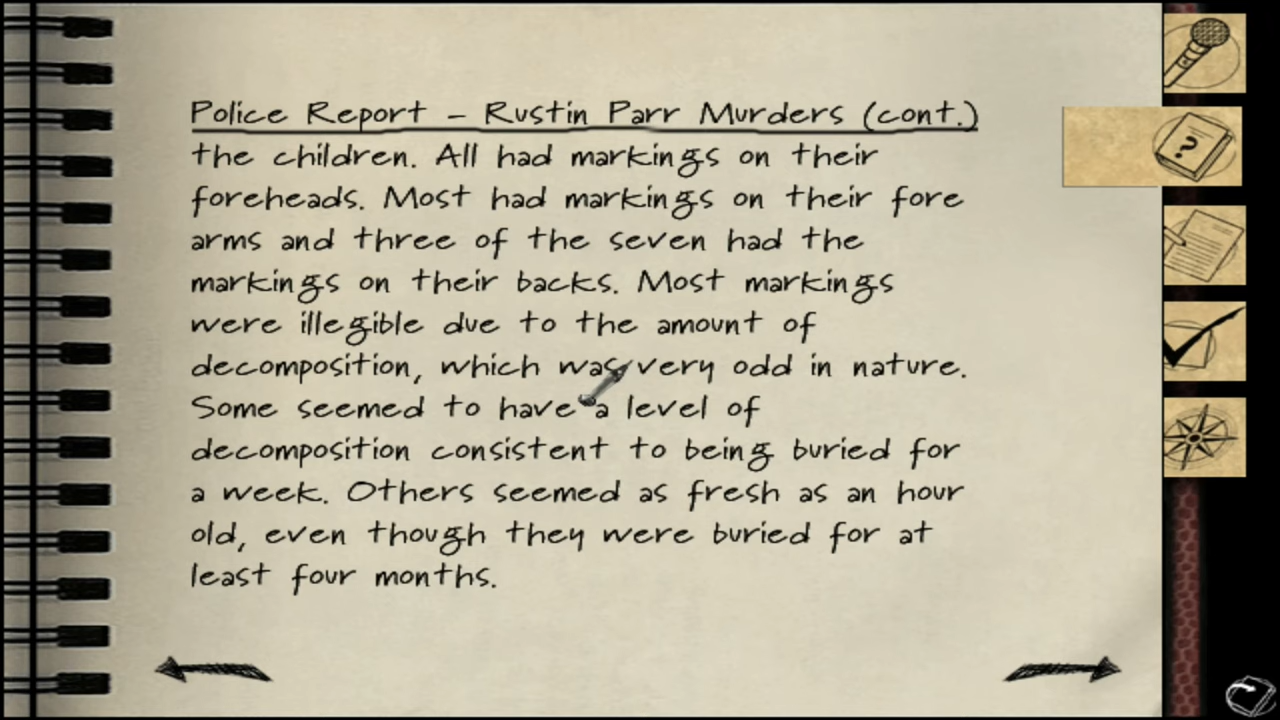 Police Report - Rustin Parr Murders (cont.)
the children. All had markings on their
foreheads. Most had markings on their fore
arms and three of the seven had the
markings on their backs. Most markings
were illegible due to the amount of
decomposition, which was very odd in nature.
Some seemed to have a level of
decomposition consistent to being buried for
a week. Others seemed as fresh as an hour
old, even though they were buried for at
least four months.
?